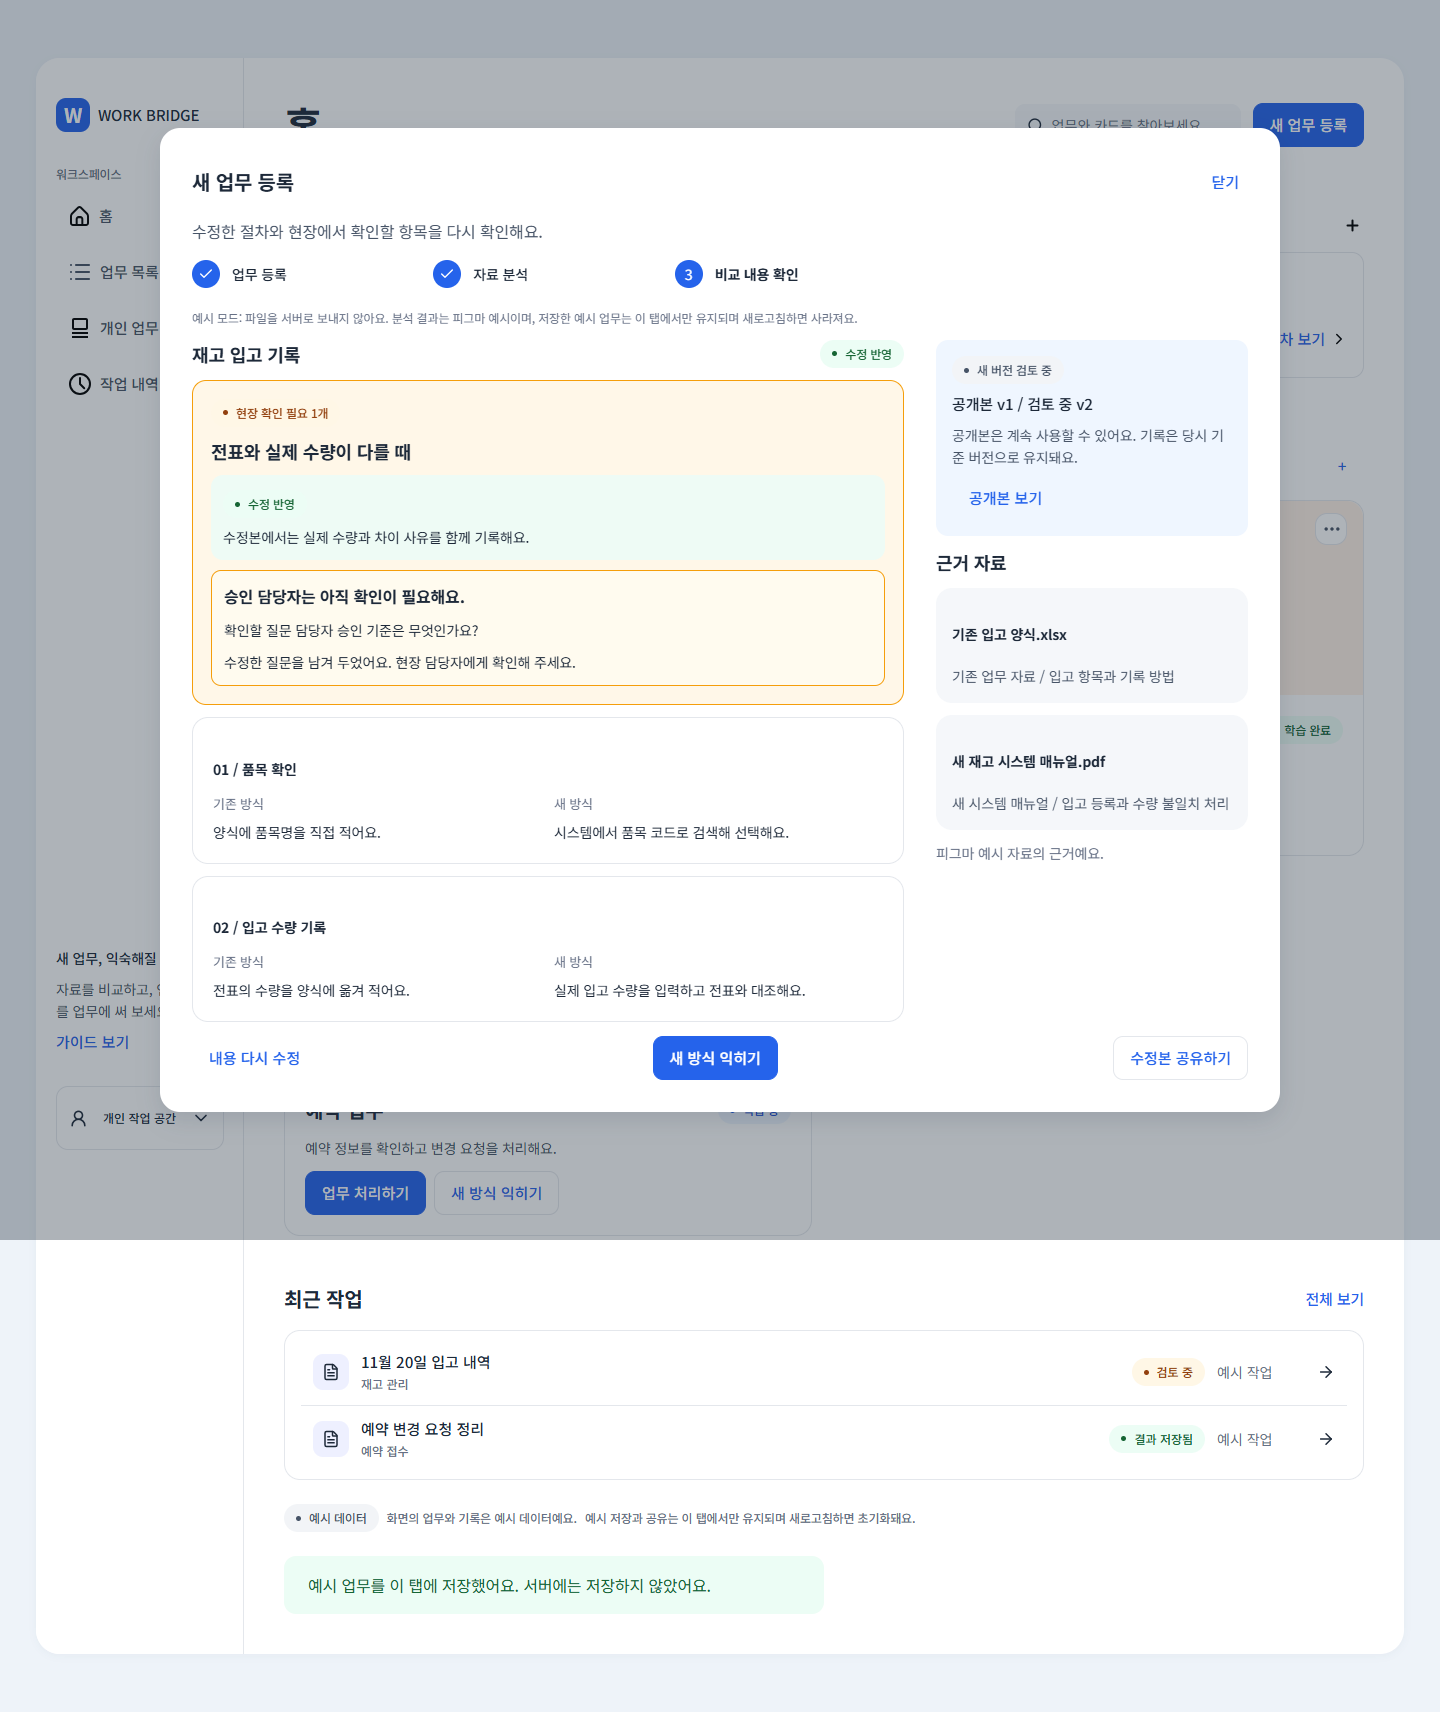 W WORK BRIDGE
워크스페이스
홈
업무 목록
개인 업무
작업 내역
새 업무, 익숙해질
자료를 비교하고,
를 업무에 써 보세
가이드 보기
개인 작업 공간
홈
업무와 카드를 찾아보세요
새 업무 등록
새 업무 등록
닫기
수정한 절차와 현장에서 확인할 항목을 다시 확인해요.
업무 등록
자료 분석
3 비교 내용 확인
예시 모드: 파일을 서버로 보내지 않아요. 분석 결과는 피그마 예시이며, 저장한 예시 업무는 이 탭에서만 유지되며 새로고침하면 사라져요.
재고 입고 기록
수정 반영
현장 확인 필요 1개
전표와 실제 수량이 다를 때
수정 반영
수정본에서는 실제 수량과 차이 사유를 함께 기록해요.
승인 담당자는 아직 확인이 필요해요.
확인할 질문 담당자 승인 기준은 무엇인가요?
수정한 질문을 남겨 두었어요. 현장 담당자에게 확인해 주세요.
01 / 품목 확인
기존 방식
양식에 품목명을 직접 적어요.
새 방식
시스템에서 품목 코드로 검색해 선택해요.
02 / 입고 수량 기록
기존 방식
전표의 수량을 양식에 옮겨 적어요.
새 방식
실제 입고 수량을 입력하고 전표와 대조해요.
새 버전 검토 중
공개본 v1 / 검토 중 v2
공개본은 계속 사용할 수 있어요. 기록은 당시 기
준 버전으로 유지돼요.
공개본 보기
근거 자료
기존 입고 양식.xlsx
기존 업무 자료 / 입고 항목과 기록 방법
새 재고 시스템 매뉴얼.pdf
새 시스템 매뉴얼 / 입고 등록과 수량 불일치 처리
피그마 예시 자료의 근거예요.
내용 다시 수정
새 방식 익히기
수정본 공유하기
차 보기
+
학습 완료
예약 정보를 확인하고 변경 요청을 처리해요.
업무 처리하기
새 방식 익히기
최근 작업
전체 보기
11월 20일 입고 내역
재고 관리
검토 중
예시 작업
예약 변경 요청 정리
예약 접수
결과 저장됨
예시 작업
예시 데이터
화면의 업무와 기록은 예시 데이터예요. 예시 저장과 공유는 이 탭에서만 유지되며 새로고침하면 초기화돼요.
예시 업무를 이 탭에 저장했어요. 서버에는 저장하지 않았어요.